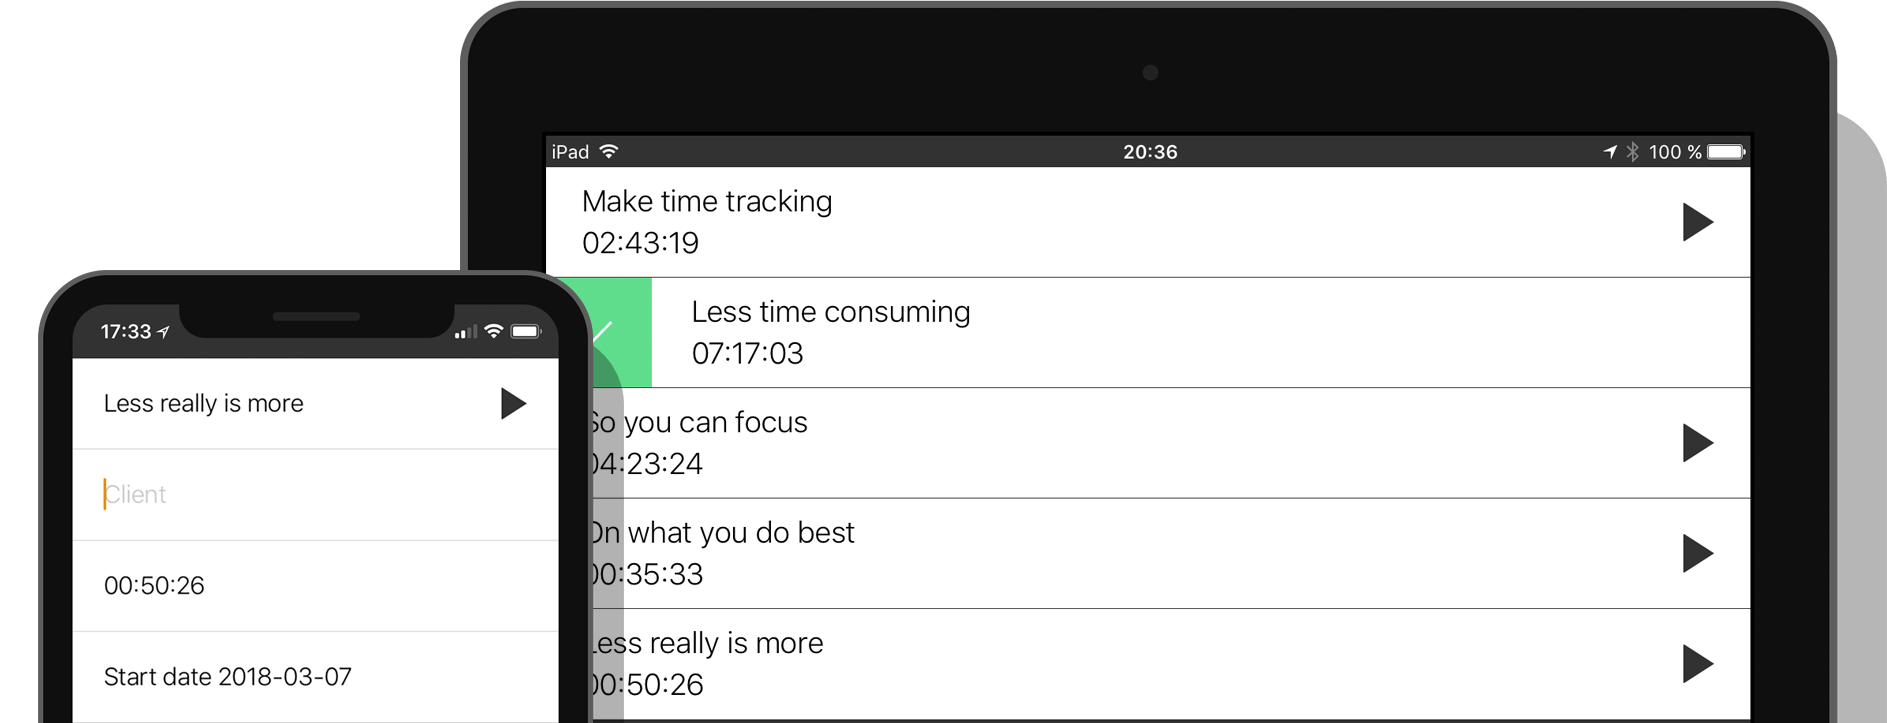 iPad
20:36
100 %
Make time tracking
02:43:19
Less time consuming
07:17:03
So you can focus
04:23:24
On what you do best
00:35:33
Less really is more
00:50:26
17:33
Less really is more
Client
00:50:26
Start date 2018-03-07